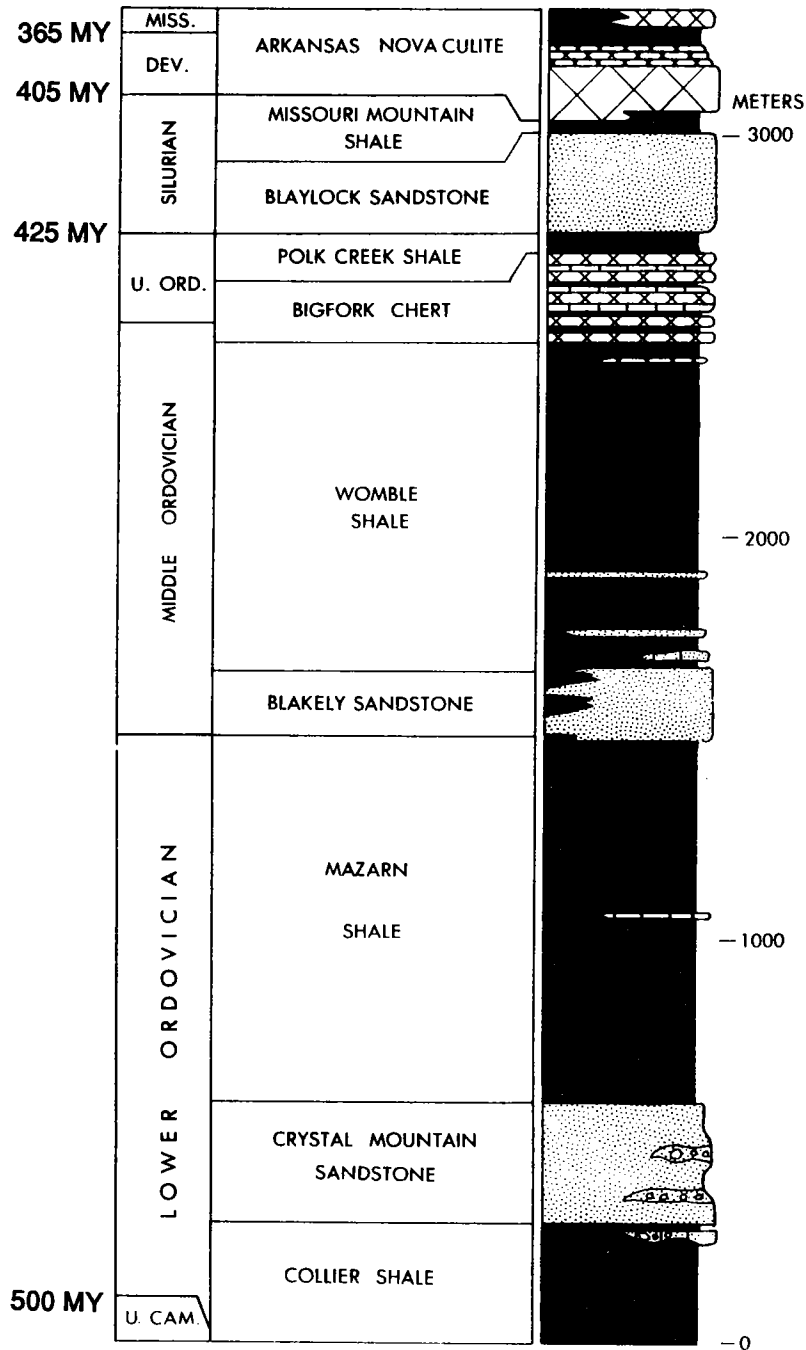 MISS.
365 MY
DEV.
ARKANSAS NOVACULITE
405 MY
METERS
MISSOURI MOUNTAIN
SHALE
3000
SILURIAN
BLAYLOCK SANDSTONE
425 MY
POLK CREEK SHALE
U. ORD.
BIGFORK CHERT
MIDDLE ORDOVICIAN
WOMBLE
SHALE
2000
BLAKELY SANDSTONE
LOWER ORDOVICIAN
MAZARN
SHALE
1000
CRYSTAL MOUNTAIN
SANDSTONE
COLLIER SHALE
500 MY
U. CAM.
0